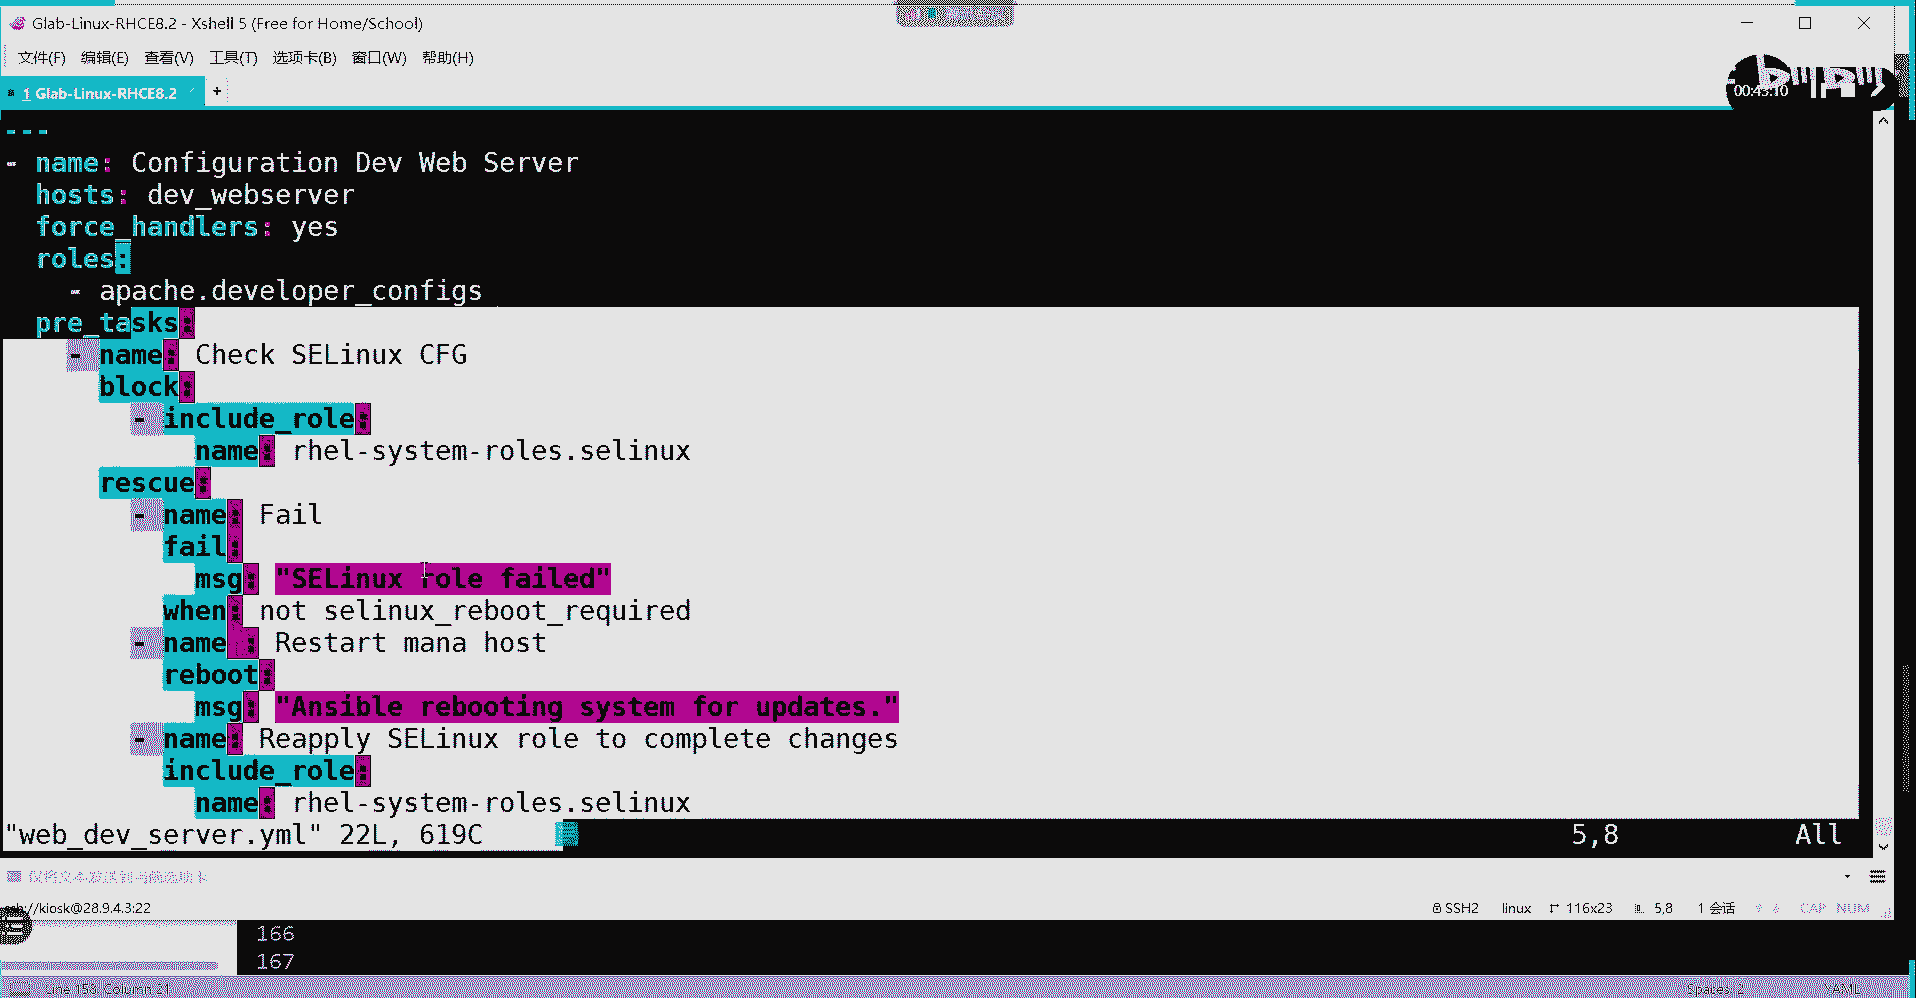 Glab-Linux-RHCE8.2 - Xshell 5 (Free for Home/School)
文件(F) 编辑(E) 查看(V) 工具(T) 选项卡(B) 窗口(W) 帮助(H)
1 Glab-Linux-RHCE8.2 +
00:43:10
---
- name: Configuration Dev Web Server
hosts: dev_webserver
force_handlers: yes
roles:
- apache.developer_configs
pre_tasks:
- name: Check SELinux CFG
block:
- include_role:
name: rhel-system-roles.selinux
rescue:
- name: Fail
fail:
msg: "SELinux role failed"
when: not selinux_reboot_required
- name : Restart mana host
reboot:
msg: "Ansible rebooting system for updates."
- name: Reapply SELinux role to complete changes
include_role:
name: rhel-system-roles.selinux
"web_dev_server.yml" 22L, 619C 5,8 All
仅将文本发送到当前选项卡
ssh://kiosk@28.9.4.3:22 SSH2 linux 116x23 5,8 1 会话 CAP NUM
166
167